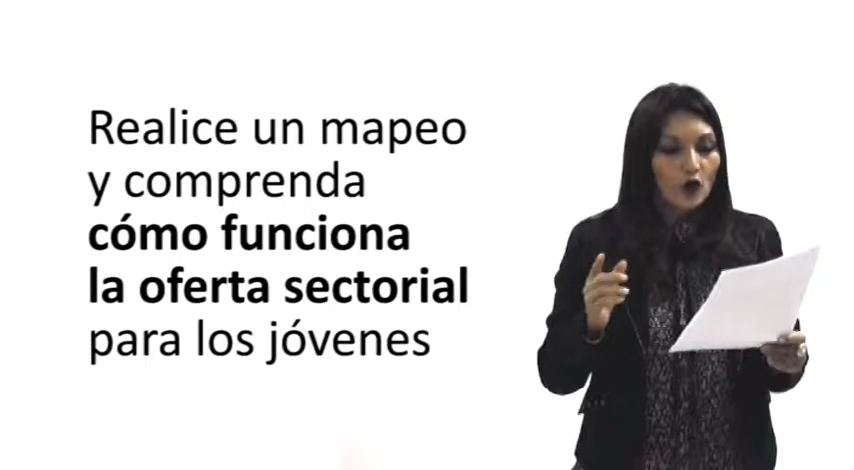 Realice un mapeo
y comprenda
cómo funciona
la oferta sectorial
para los jóvenes